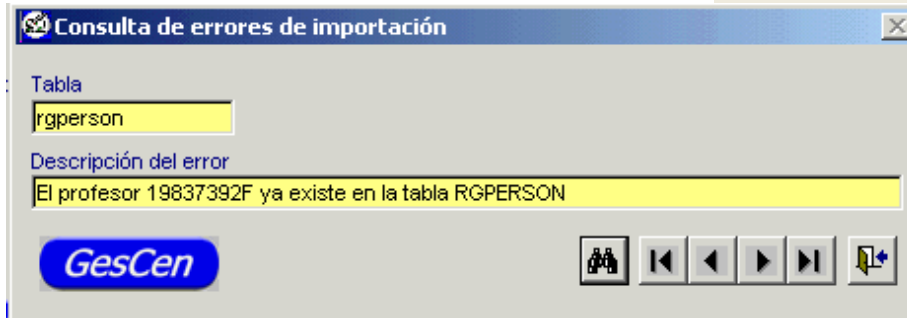 Consulta de errores de importación
Tabla
rgperson
Descripción del error
El profesor 19837392F ya existe en la tabla RGPERSON
GesCen